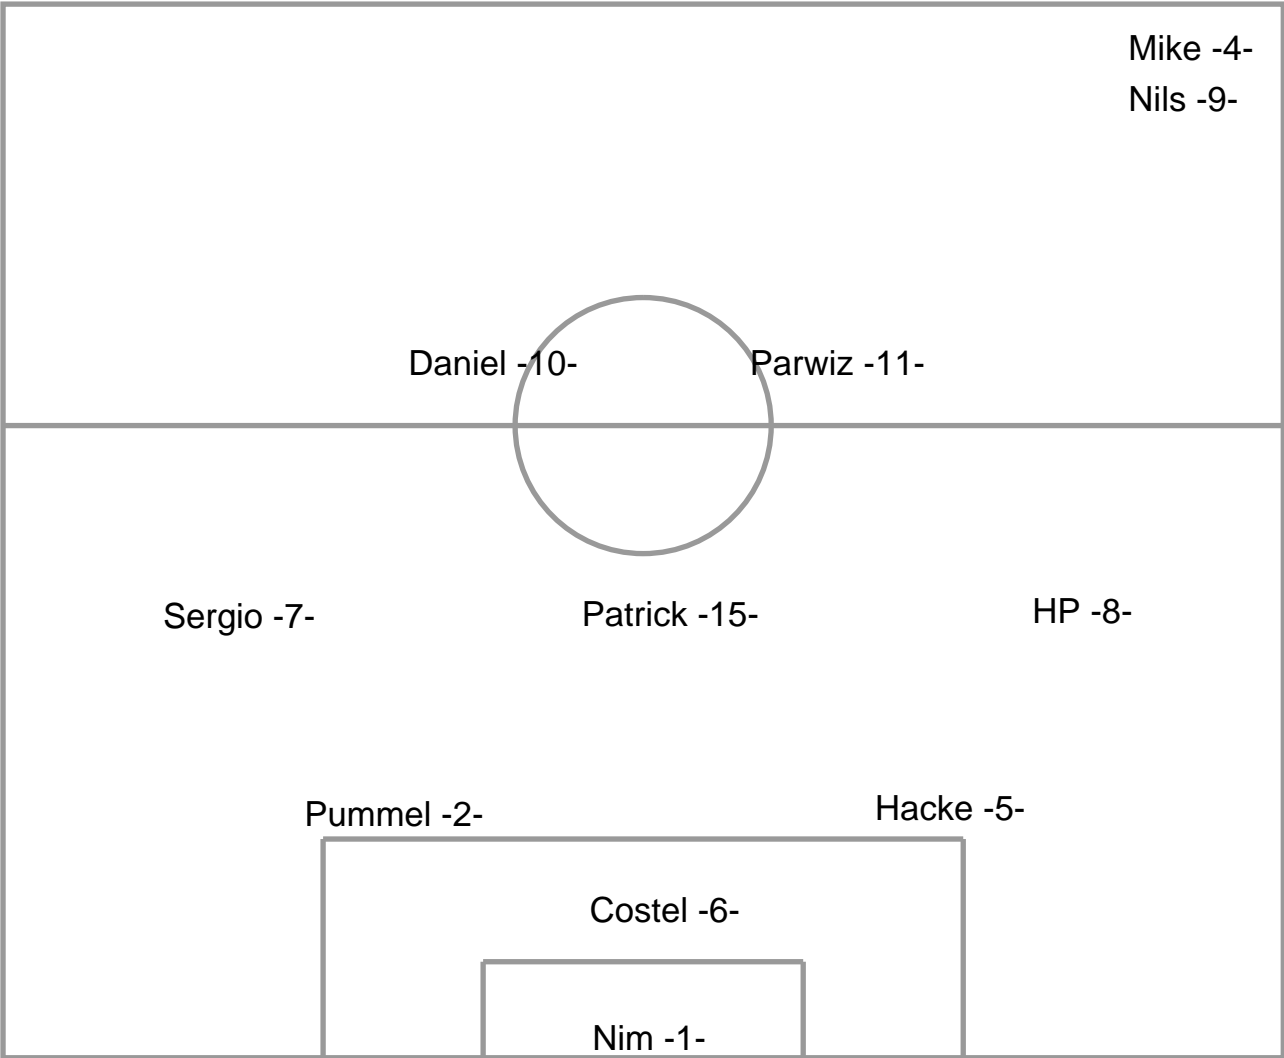 Mike -4-
Nils -9-
Daniel -10- Parwiz -11-
Sergio -7- Patrick -15- HP -8-
Pummel -2- Hacke -5-
Costel -6-
Nim -1-